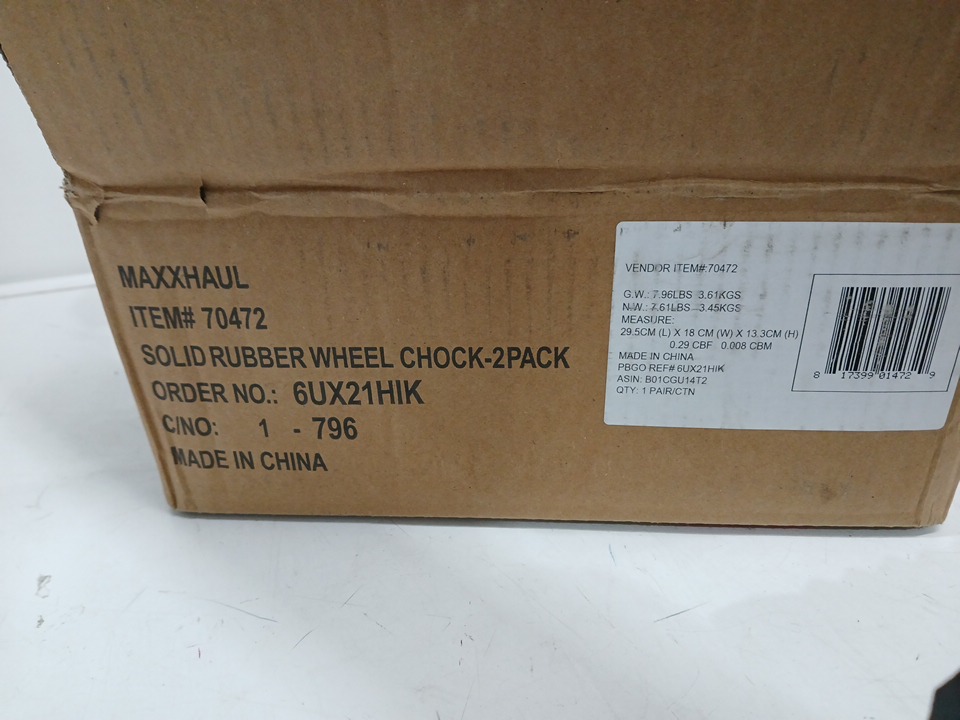 MAXXHAUL
ITEM# 70472
SOLID RUBBER WHEEL CHOCK-2PACK
ORDER NO.: 6UX21HIK
C/NO: 1 - 796
MADE IN CHINA
VENDOR ITEM#:70472
G.W.: 7.96LBS 3.61KGS
N.W.: 7.61LBS 3.45KGS
MEASURE:
29.5CM (L) X 18 CM (W) X 13.3CM (H)
0.29 CBF 0.008 CBM
MADE IN CHINA
PBGO REF# 6UX21HIK
ASIN: B01CGU14T2
QTY: 1 PAIR/CTN
8 17399 01472 9